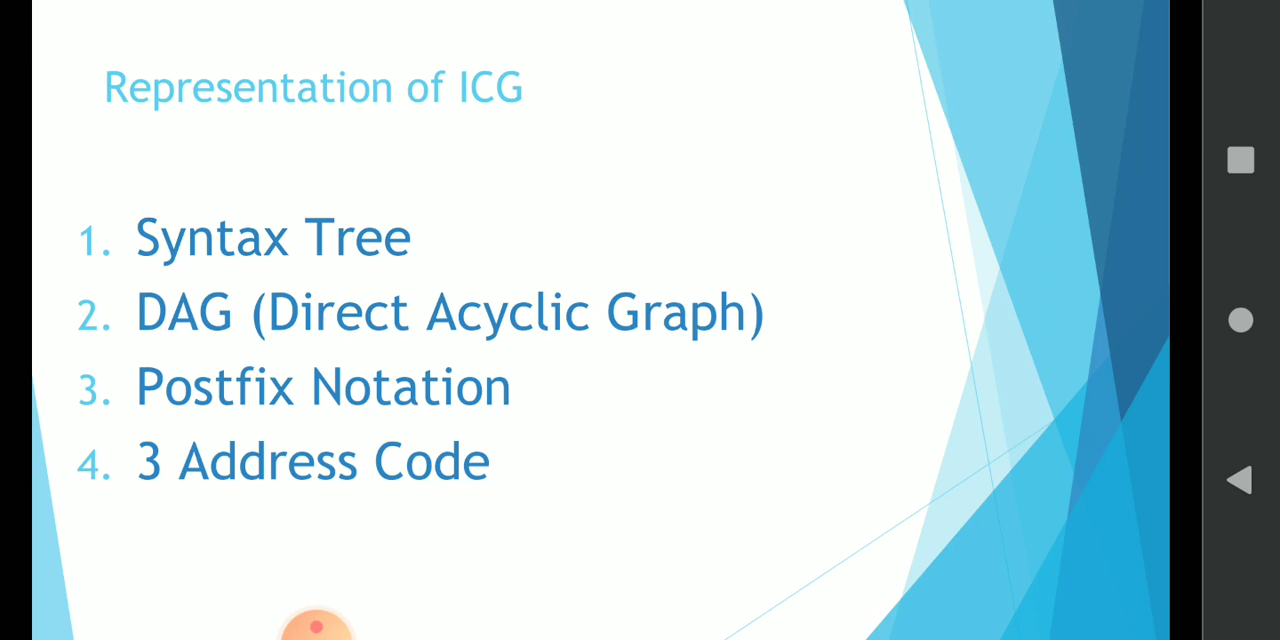 Representation of ICG
1. Syntax Tree
2. DAG (Direct Acyclic Graph)
3. Postfix Notation
4. 3 Address Code